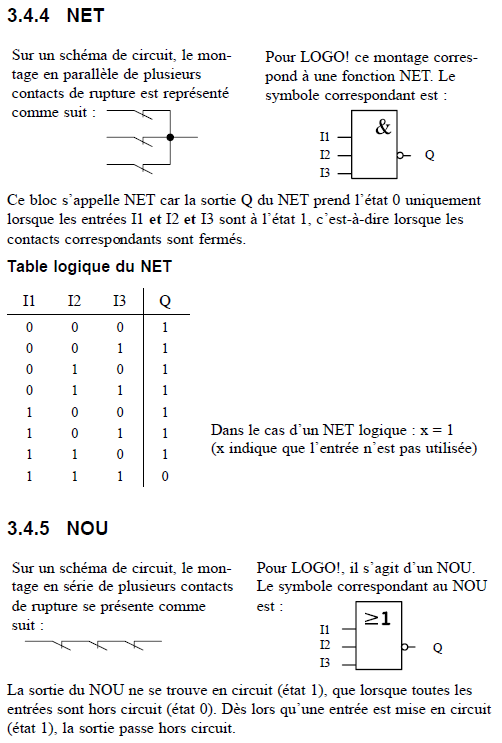 3.4.4 NET
Sur un schéma de circuit, le mon-
tage en parallèle de plusieurs
contacts de rupture est représenté
comme suit :
Pour LOGO! ce montage corres-
pond à une fonction NET. Le
symbole correspondant est :
&
I1
I2
I3
Q
Ce bloc s’appelle NET car la sortie Q du NET prend l’état 0 uniquement
lorsque les entrées I1 et I2 et I3 sont à l’état 1, c’est-à-dire lorsque les
contacts correspondants sont fermés.
Table logique du NET
I1 I2 I3 Q
0 0 0 1
0 0 1 1
0 1 0 1
0 1 1 1
1 0 0 1
1 0 1 1
1 1 0 1
1 1 1 0
Dans le cas d’un NET logique : x = 1
(x indique que l’entrée n’est pas utilisée)
3.4.5 NOU
Sur un schéma de circuit, le mon-
tage en série de plusieurs contacts
de rupture se présente comme
suit :
Pour LOGO!, il s’agit d’un NOU.
Le symbole correspondant au NOU
est :
≥1
I1
I2
I3
Q
La sortie du NOU ne se trouve en circuit (état 1), que lorsque toutes les
entrées sont hors circuit (état 0). Dès lors qu’une entrée est mise en circuit
(état 1), la sortie passe hors circuit.